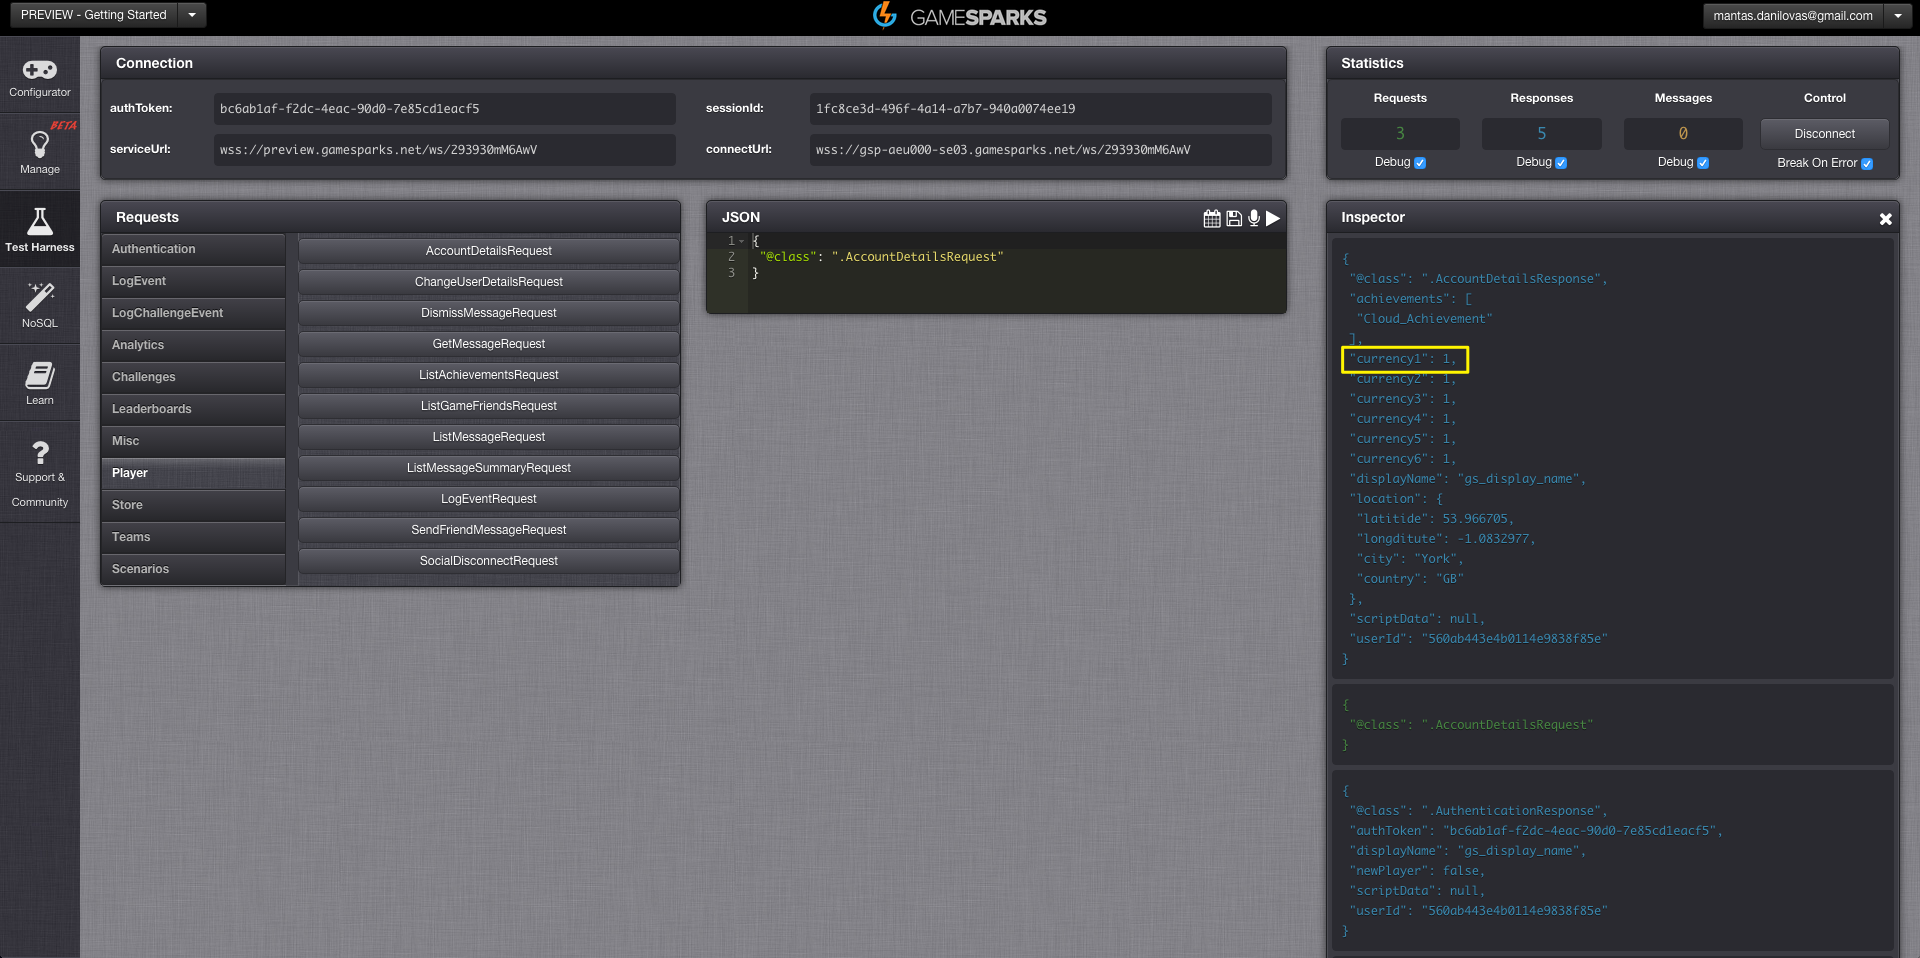 PREVIEW - Getting Started
GAMESPARKS
mantas.danilovas@gmail.com
Configurator
BETA
Manage
Test Harness
NoSQL
Learn
Support &
Community
Connection
authToken:
bc6ab1af-f2dc-4eac-90d0-7e85cd1eacf5
sessionId:
1fc8ce3d-496f-4a14-a7b7-940a0074ee19
serviceUrl:
wss://preview.gamesparks.net/ws/293930mM6AwV
connectUrl:
wss://gsp-aeu000-se03.gamesparks.net/ws/293930mM6AwV
Statistics
Requests
Responses
Messages
Control
3
5
0
Disconnect
Debug
Debug
Debug
Break On Error
Requests
Authentication
LogEvent
LogChallengeEvent
Analytics
Challenges
Leaderboards
Misc
Player
Store
Teams
Scenarios
AccountDetailsRequest
ChangeUserDetailsRequest
DismissMessageRequest
GetMessageRequest
ListAchievementsRequest
ListGameFriendsRequest
ListMessageRequest
ListMessageSummaryRequest
LogEventRequest
SendFriendMessageRequest
SocialDisconnectRequest
JSON
1 {
2 "@class": ".AccountDetailsRequest"
3 }
Inspector
{
"@class": ".AccountDetailsResponse",
"achievements": [
"Cloud_Achievement"
],
"currency1": 1,
"currency2": 1,
"currency3": 1,
"currency4": 1,
"currency5": 1,
"currency6": 1,
"displayName": "gs_display_name",
"location": {
"latitide": 53.966705,
"longditute": -1.0832977,
"city": "York",
"country": "GB"
},
"scriptData": null,
"userId": "560ab443e4b0114e9838f85e"
}
{
"@class": ".AccountDetailsRequest"
}
{
"@class": ".AuthenticationResponse",
"authToken": "bc6ab1af-f2dc-4eac-90d0-7e85cd1eacf5",
"displayName": "gs_display_name",
"newPlayer": false,
"scriptData": null,
"userId": "560ab443e4b0114e9838f85e"
}